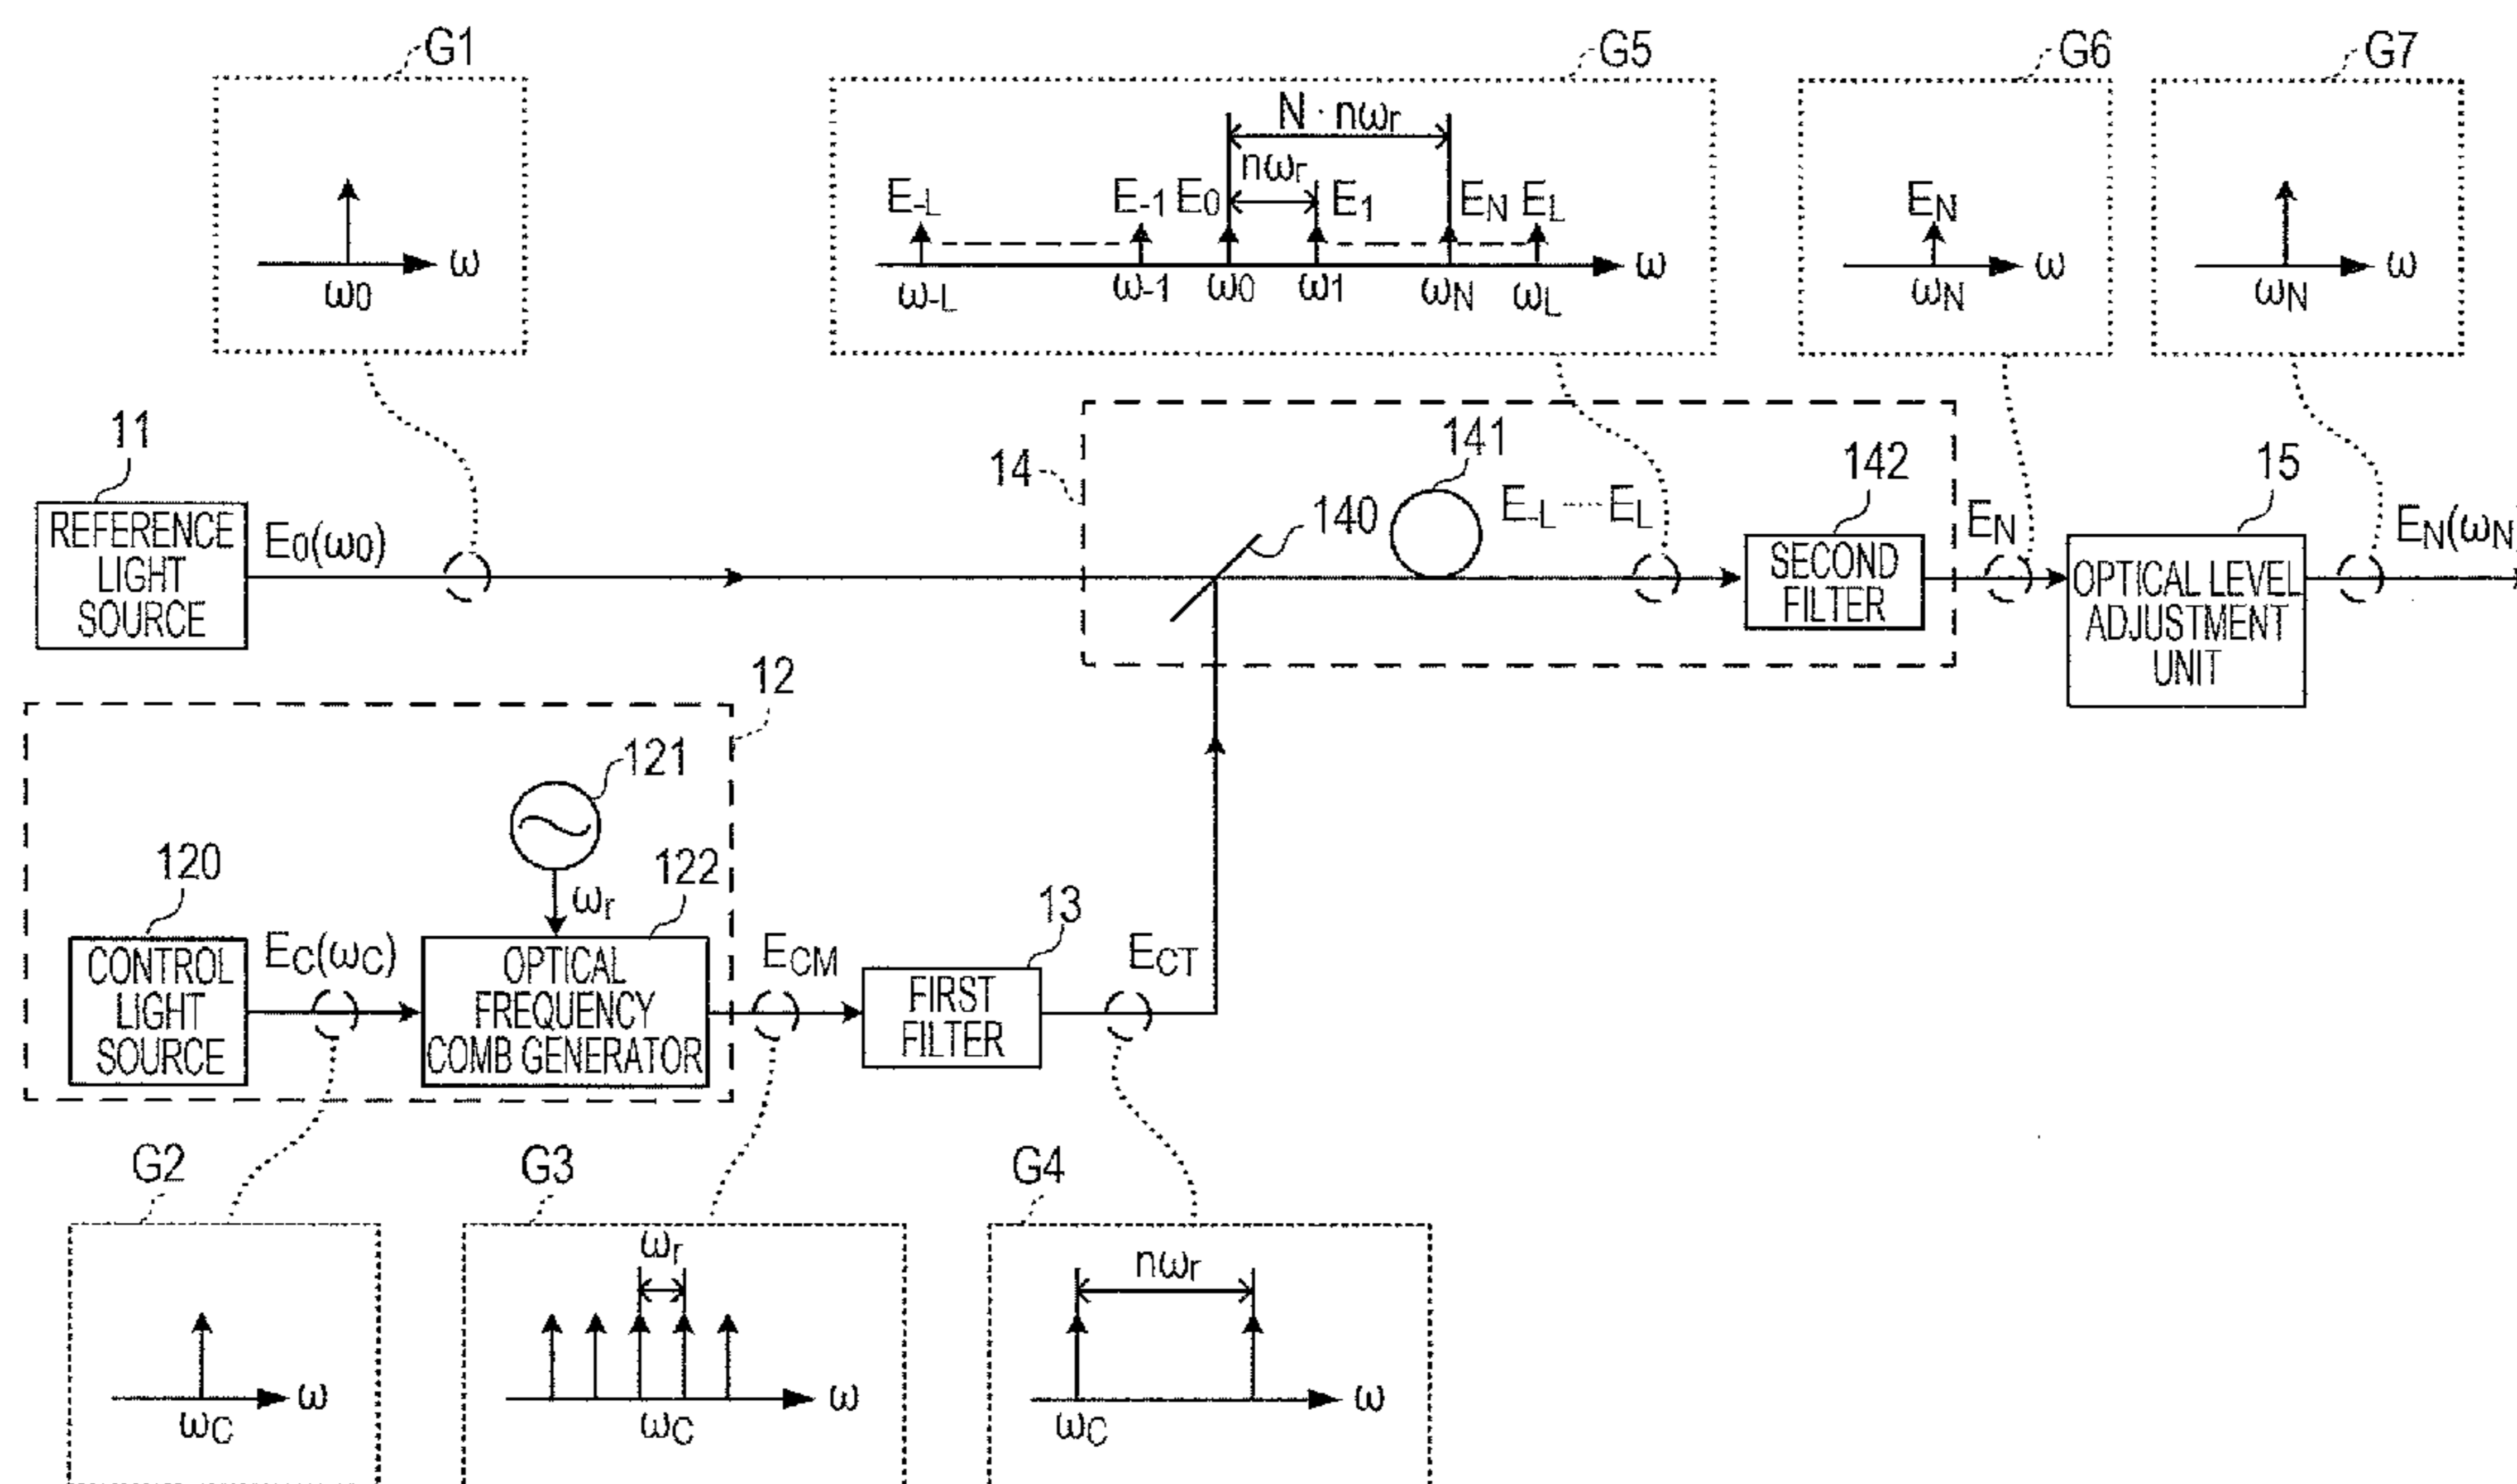 G1
G5
G6
G7
N · nωr
nωr
E-L
E-1
E0
E1
EN
EL
EN
ω
ω0
ω
ω-L
ω-1
ω0
ω1
ωN
ωL
ω
ωN
ω
ωN
11
14
141
142
15
REFERENCE
LIGHT
SOURCE
E0(ω0)
140
E-L ---- EL
SECOND
FILTER
EN
OPTICAL LEVEL
ADJUSTMENT
UNIT
EN(ωN)
12
121
120
122
ωr
13
CONTROL
LIGHT
SOURCE
EC(ωC)
OPTICAL
FREQUENCY
COMB GENERATOR
ECM
FIRST
FILTER
ECT
G2
G3
G4
ωr
nωr
ω
ωC
ω
ωC
ω
ωC